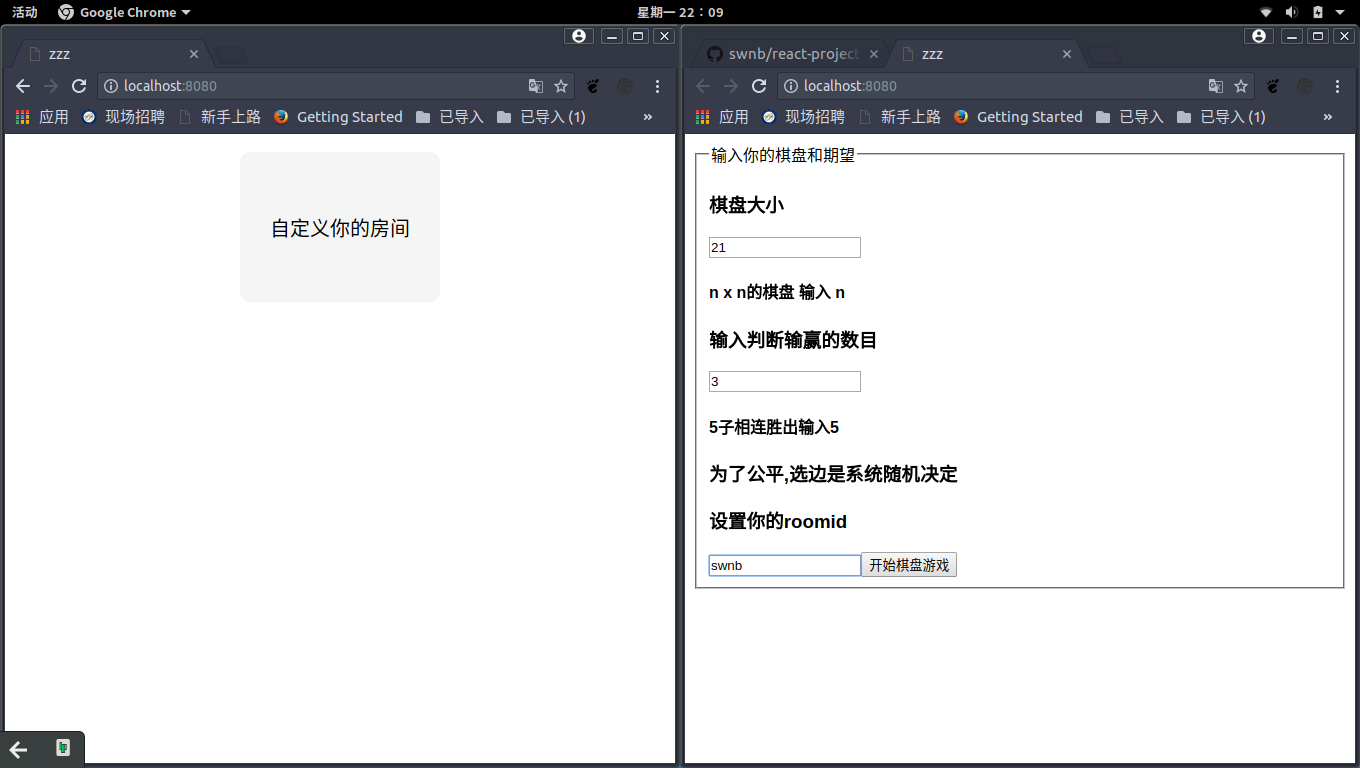 活动 Google Chrome 星期一 22：09
zzz
localhost:8080
应用 现场招聘 新手上路 Getting Started 已导入 已导入 (1) »
自定义你的房间
swnb/react-project zzz
localhost:8080
应用 现场招聘 新手上路 Getting Started 已导入 已导入 (1) »
输入你的棋盘和期望
棋盘大小
21
n x n的棋盘 输入 n
输入判断输赢的数目
3
5子相连胜出输入5
为了公平,选边是系统随机决定
设置你的roomid
swnb 开始棋盘游戏